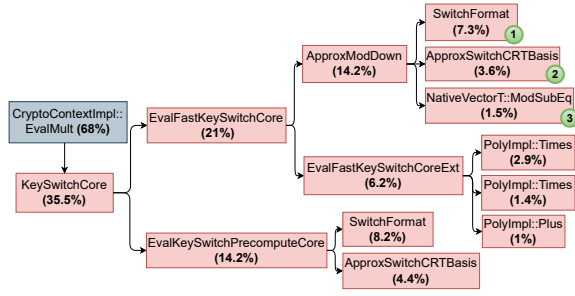 CryptoContextImpl::
EvalMult (68%)
KeySwitchCore
(35.5%)
EvalFastKeySwitchCore
(21%)
ApproxModDown
(14.2%)
SwitchFormat
(7.3%)
1
ApproxSwitchCRTBasis
(3.6%)
2
NativeVectorT::ModSubEq
(1.5%)
3
EvalFastKeySwitchCoreExt
(6.2%)
PolyImpl::Times
(2.9%)
PolyImpl::Times
(1.4%)
PolyImpl::Plus
(1%)
EvalKeySwitchPrecomputeCore
(14.2%)
SwitchFormat
(8.2%)
ApproxSwitchCRTBasis
(4.4%)